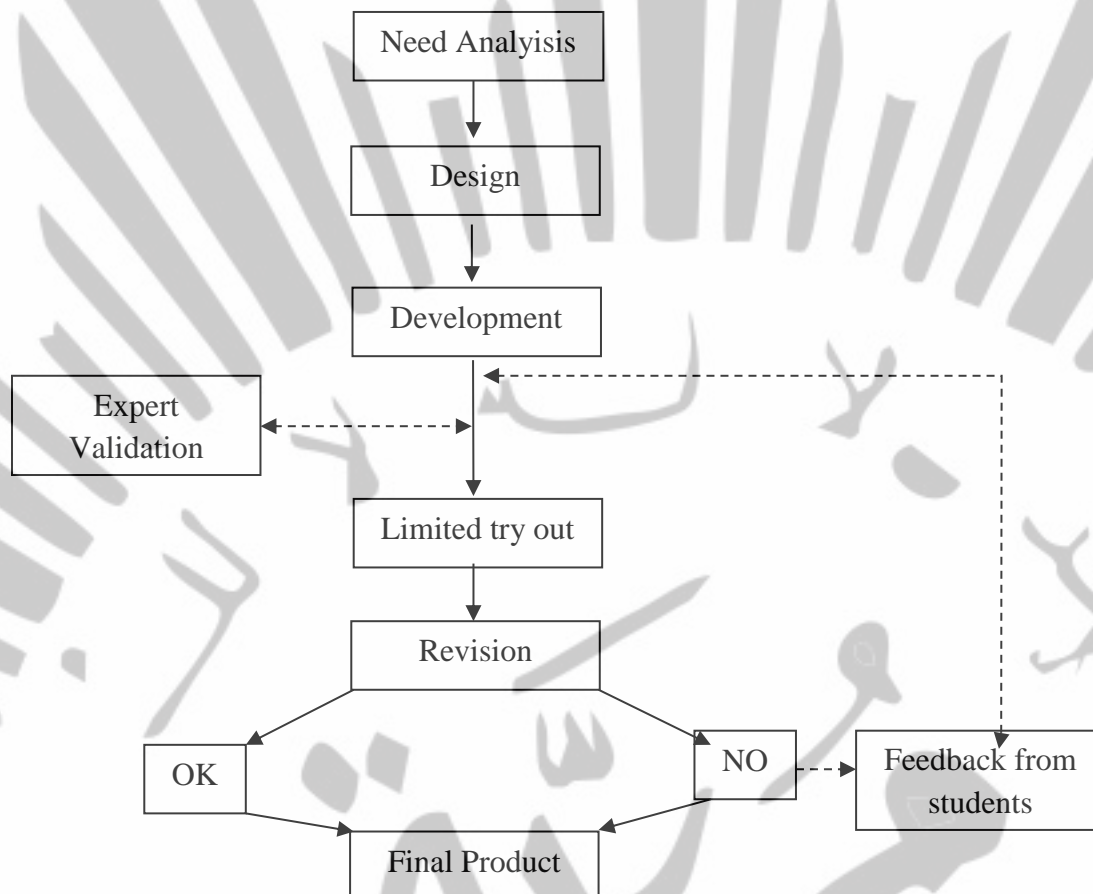 Need Analyisis
Design
Development
Expert
Validation
Limited try out
Revision
OK
NO
Feedback from
students
Final Product